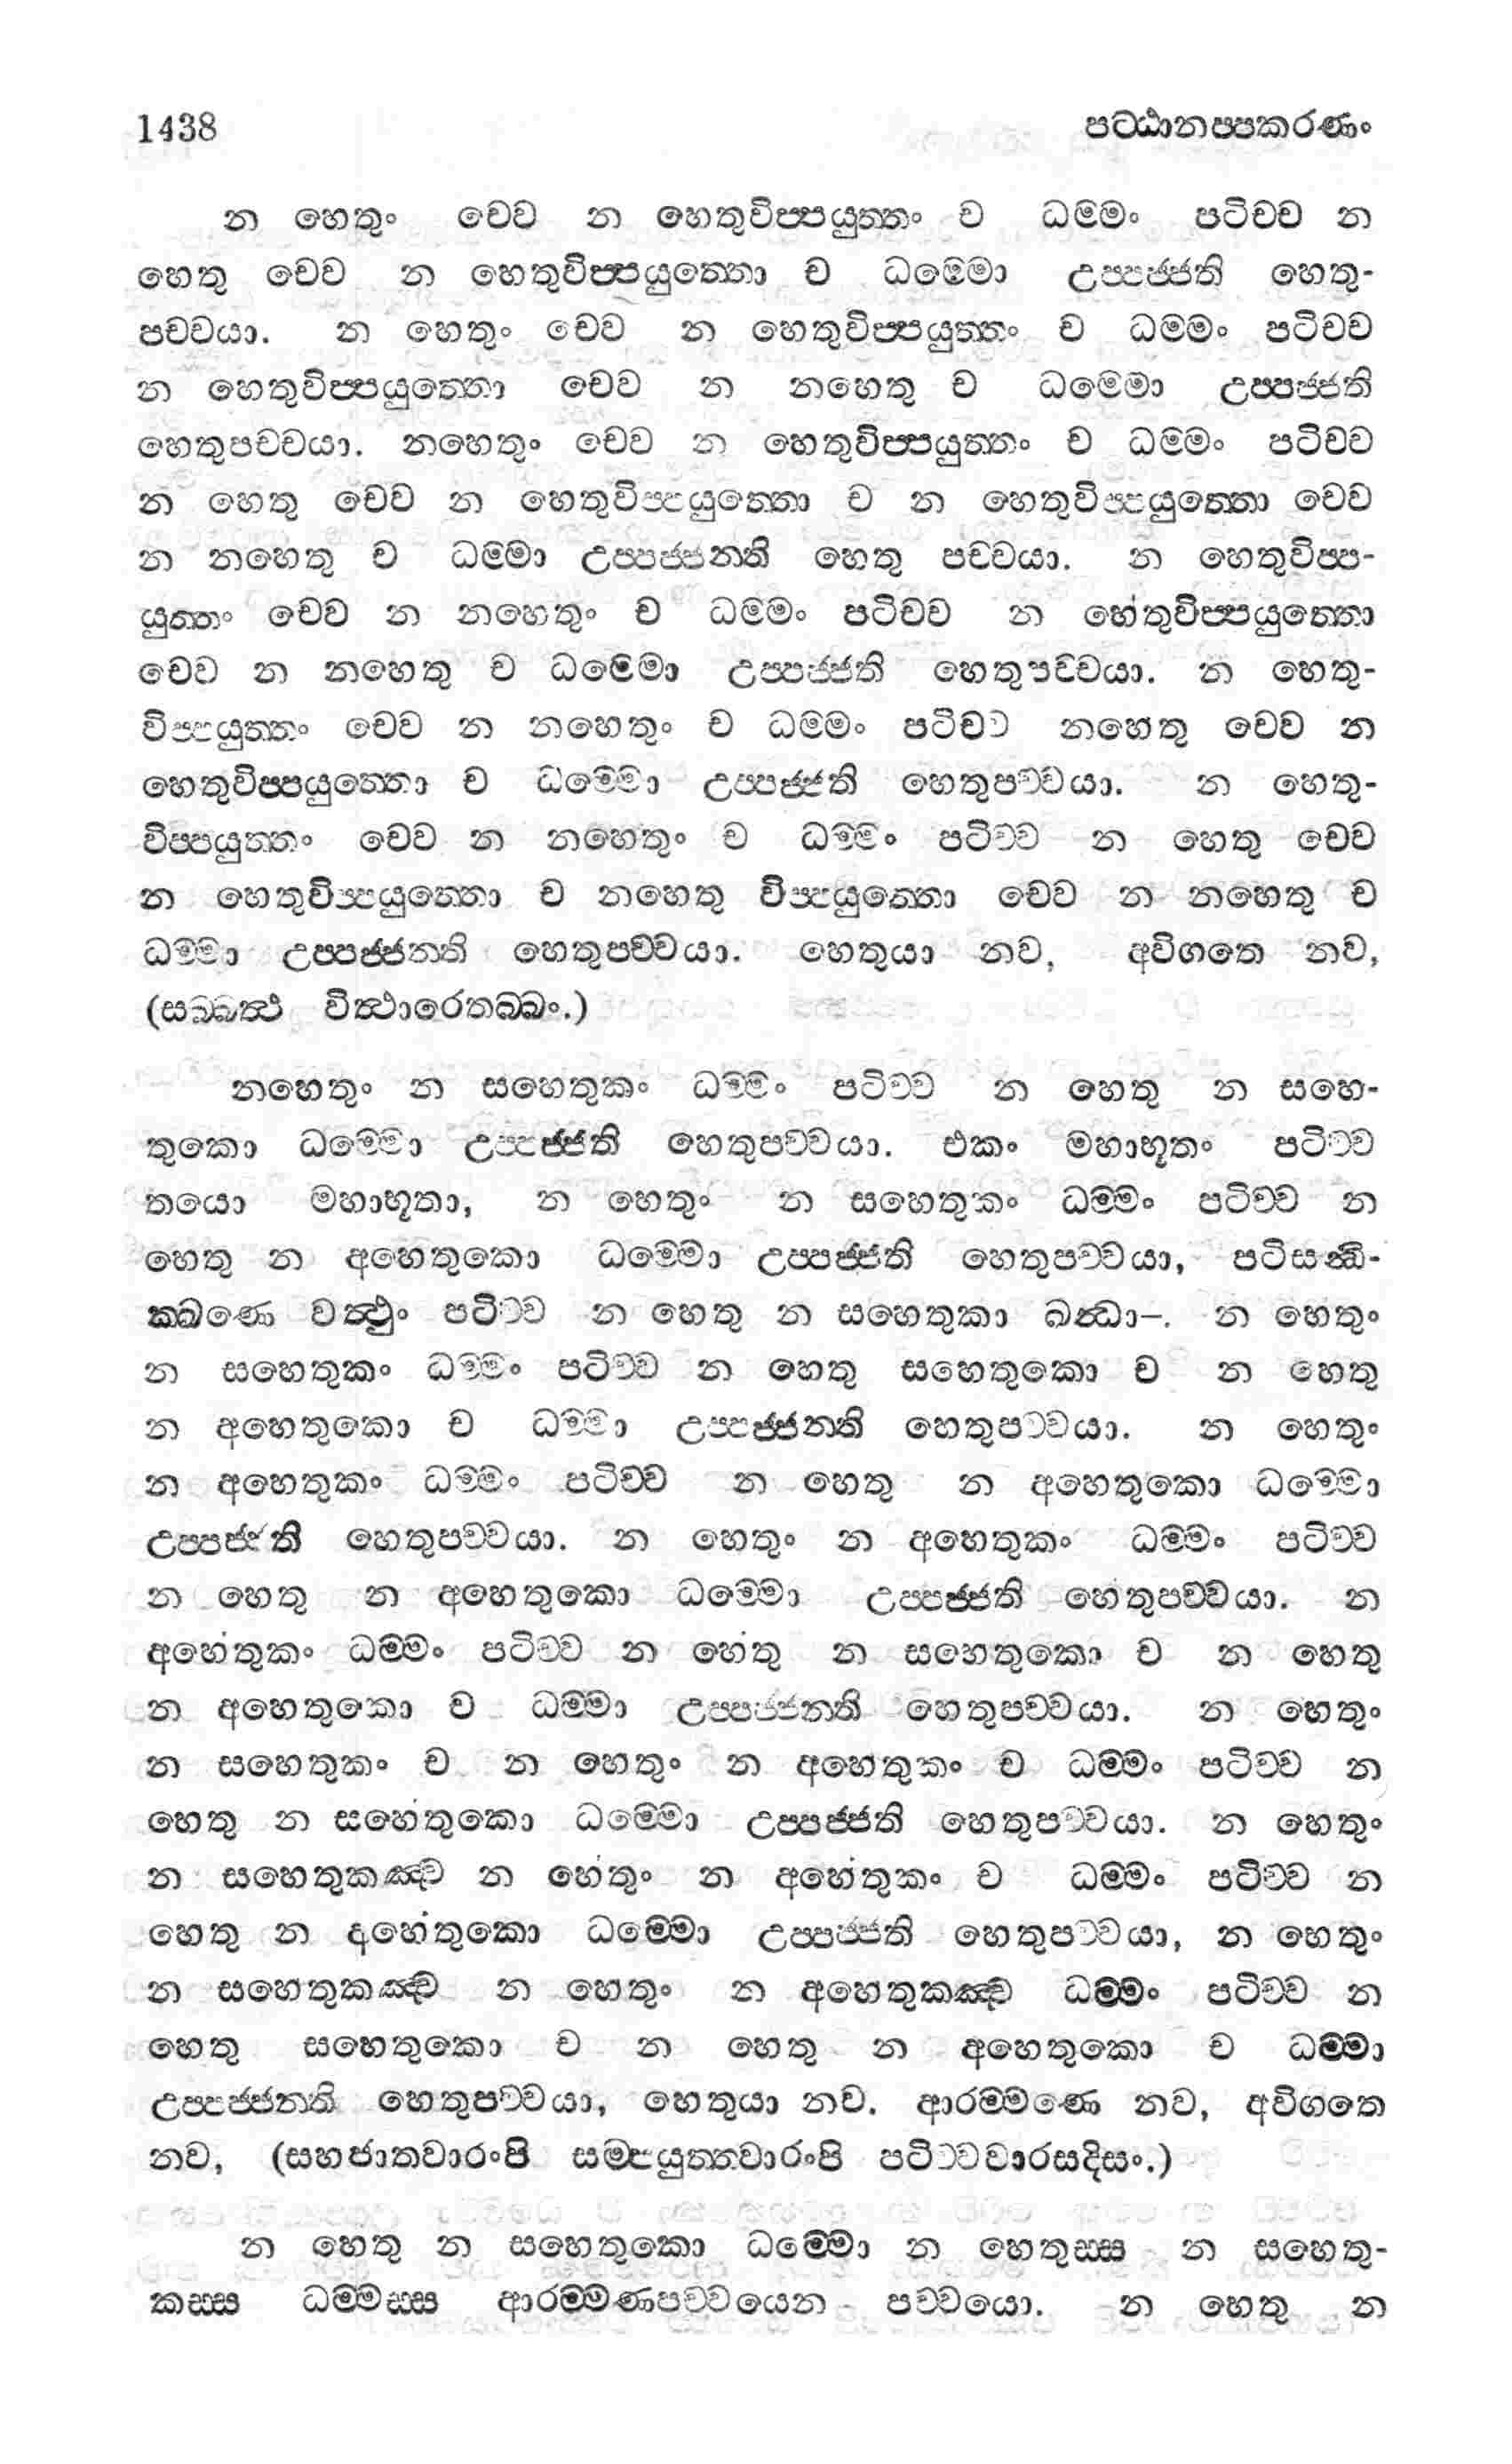 1438 පට්ඨානප්පකරණං
න හෙතුං චෙව න හෙතුවිප්පයුත්තං ච ධම්මං පටිච්ච න
හෙතු චෙව න හෙතුවිප්පයුත්තො ච ධම්මො උප්පජ්ජති හෙතු-
පච්චයා. න හෙතුං චෙව න හෙතුවිප්පයුත්තං ච ධම්මං පටිච්ච
න හෙතුවිප්පයුත්තො චෙව න නහෙතු ච ධම්මො උප්පජ්ජති
හෙතුපච්චයා. නහෙතුං චෙව න හෙතුවිප්පයුත්තං ච ධම්මං පටිච්ච
න හෙතු චෙව න හෙතුවිප්පයුත්තො ච න හෙතුවිප්පයුත්තො චෙව
න නහෙතු ච ධම්මා උප්පජ්ජන්ති හෙතු පච්චයා. න හෙතුවිප්ප-
යුත්තං චෙව න නහෙතුං ච ධම්මං පටිච්ච න හේතුවිප්පයුත්තො
චෙව න නහෙතු ච ධම්මො උප්පජ්ජති හෙතුපච්චයා. න හෙතු-
විප්පයුත්තං චෙව න නහෙතුං ච ධම්මං පටිච්ච නහෙතු චෙව න
හෙතුවිප්පයුත්තො ච ධම්මො උප්පජ්ජති හෙතුපච්චයා. න හෙතු-
විප්පයුත්තං චෙව න නහෙතුං ච ධම්මං පටිච්ච න හෙතු චෙව
න හෙතුවිප්පයුත්තො ච නහෙතු විප්පයුත්තො චෙව න නහෙතු ච
ධම්මා උප්පජ්ජන්ති හෙතුපච්චයා. හෙතුයා නව, අවිගතෙ නව,
(සබ්බත්ථ විත්ථාරෙතබ්බං.)
නහෙතුං න සහෙතුකං ධම්මං පටිච්ච න හෙතු න සහෙ-
තුකො ධම්මො උප්පජ්ජති හෙතුපච්චයා. එකං මහාභූතං පටිච්ච
තයො මහාභූතා, න හෙතුං න සහෙතුකං ධම්මං පටිච්ච න
හෙතු න අහෙතුකො ධම්මො උප්පජ්ජති හෙතුපච්චයා, පටිසන්ධි-
ක්ඛණෙ වත්ථුං පටිච්ච න හෙතු න සහෙතුකා ඛන්ධා–. න හෙතුං
න සහෙතුකං ධම්මං පටිච්ච න හෙතු සහෙතුකො ච න හෙතු
න අහෙතුකො ච ධම්මා උප්පජ්ජන්ති හෙතුපච්චයා. න හෙතුං
න අහෙතුකං ධම්මං පටිච්ච න හෙතු න අහෙතුකො ධම්මො
උප්පජ්ජති හෙතුපච්චයා. න හෙතුං න අහෙතුකං ධම්මං පටිච්ච
න හෙතු න අහෙතුකො ධම්මො උප්පජ්ජති හෙතුපච්චයා. න
අහේතුකං ධම්මං පටිච්ච න හේතු න සහෙතුකො ච න හෙතු
න අහෙතුකො ච ධම්මා උප්පජ්ජන්ති හෙතුපච්චයා. න හෙතුං
න සහෙතුකං ච න හෙතුං න අහෙතුකං ච ධම්මං පටිච්ච න
හෙතු න සහේතුකො ධම්මො උප්පජ්ජති හෙතුපච්චයා. න හෙතුං
න සහෙතුකඤ්ච න හේතුං න අහේතුකං ච ධම්මං පටිච්ච න
හෙතු න අහේතුකො ධම්මො උප්පජ්ජති හෙතුපච්චයා, න හෙතුං
න සහෙතුකඤ්ච න හෙතුං න අහෙතුකඤ්ච ධම්මං පටිච්ච න
හෙතු සහෙතුකො ච න හෙතු න අහෙතුකො ච ධම්මා
උප්පජ්ජන්ති හෙතුපච්චයා, හෙතුයා නව. ආරම්මණෙ නව, අවිගතෙ
නව, (සහජාතවාරංපි සම්පයුත්තවාරංපි පටිච්චවාරසදිසං.)
න හෙතු න සහෙතුකො ධම්මො න හෙතුස්ස න සහෙතු-
කස්ස ධම්මස්ස ආරම්මණපච්චයෙන පච්චයො. න හෙතු න